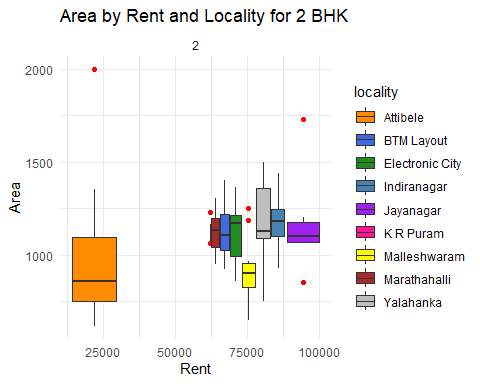 Area by Rent and Locality for 2 BHK
2
2000
1500
1000
Area
25000 50000 75000 100000
Rent
locality
Attibele
BTM Layout
Electronic City
Indiranagar
Jayanagar
K R Puram
Malleshwaram
Marathahalli
Yalahanka